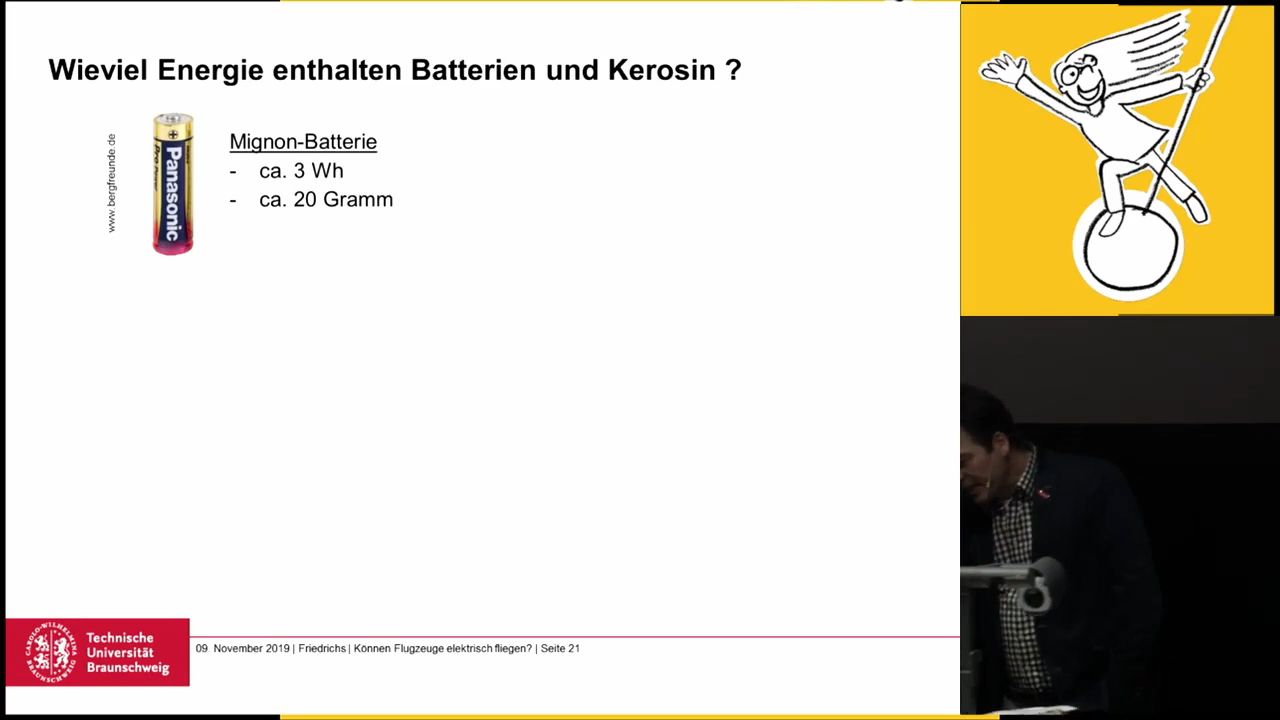 Wieviel Energie enthalten Batterien und Kerosin ?
www.bergfreunde.de
Panasonic
Mignon-Batterie
- ca. 3 Wh
- ca. 20 Gramm
Technische
Universität
Braunschweig
09. November 2019 | Friedrichs | Können Flugzeuge elektrisch fliegen? | Seite 21